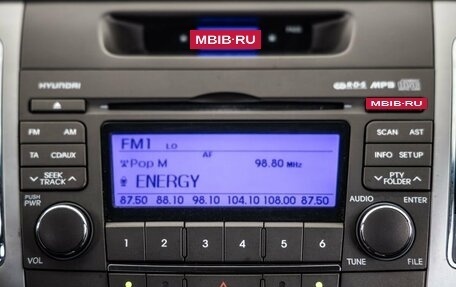 MBIB-RU
HYUNDAI
MP3
MBIB-RU
FM AM
SCAN AST
TA CD/AUX
INFO SETUP
FM1 LO
AF
Pop M 98.80 MHz
ENERGY
87.50 88.10 98.10 104.10 108.00 87.50
SEEK TRACK
PTY FOLDER
PUSH PWR
AUDIO ENTER
VOL
TUNE FILE
1 2 3 4 5 6